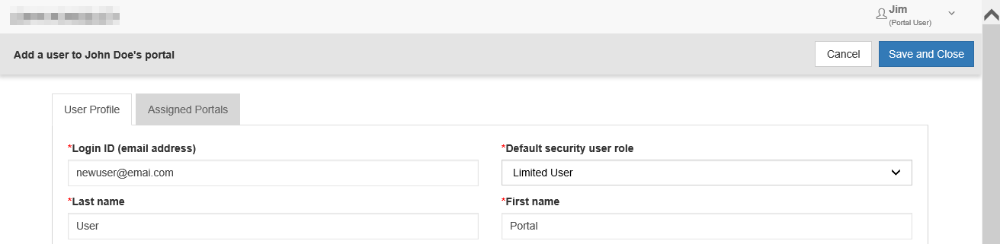 Jim
(Portal User)
Add a user to John Doe's portal
Cancel
Save and Close
User Profile
Assigned Portals
*Login ID (email address)
*Default security user role
newuser@emai.com
Limited User
*Last name
*First name
User
Portal